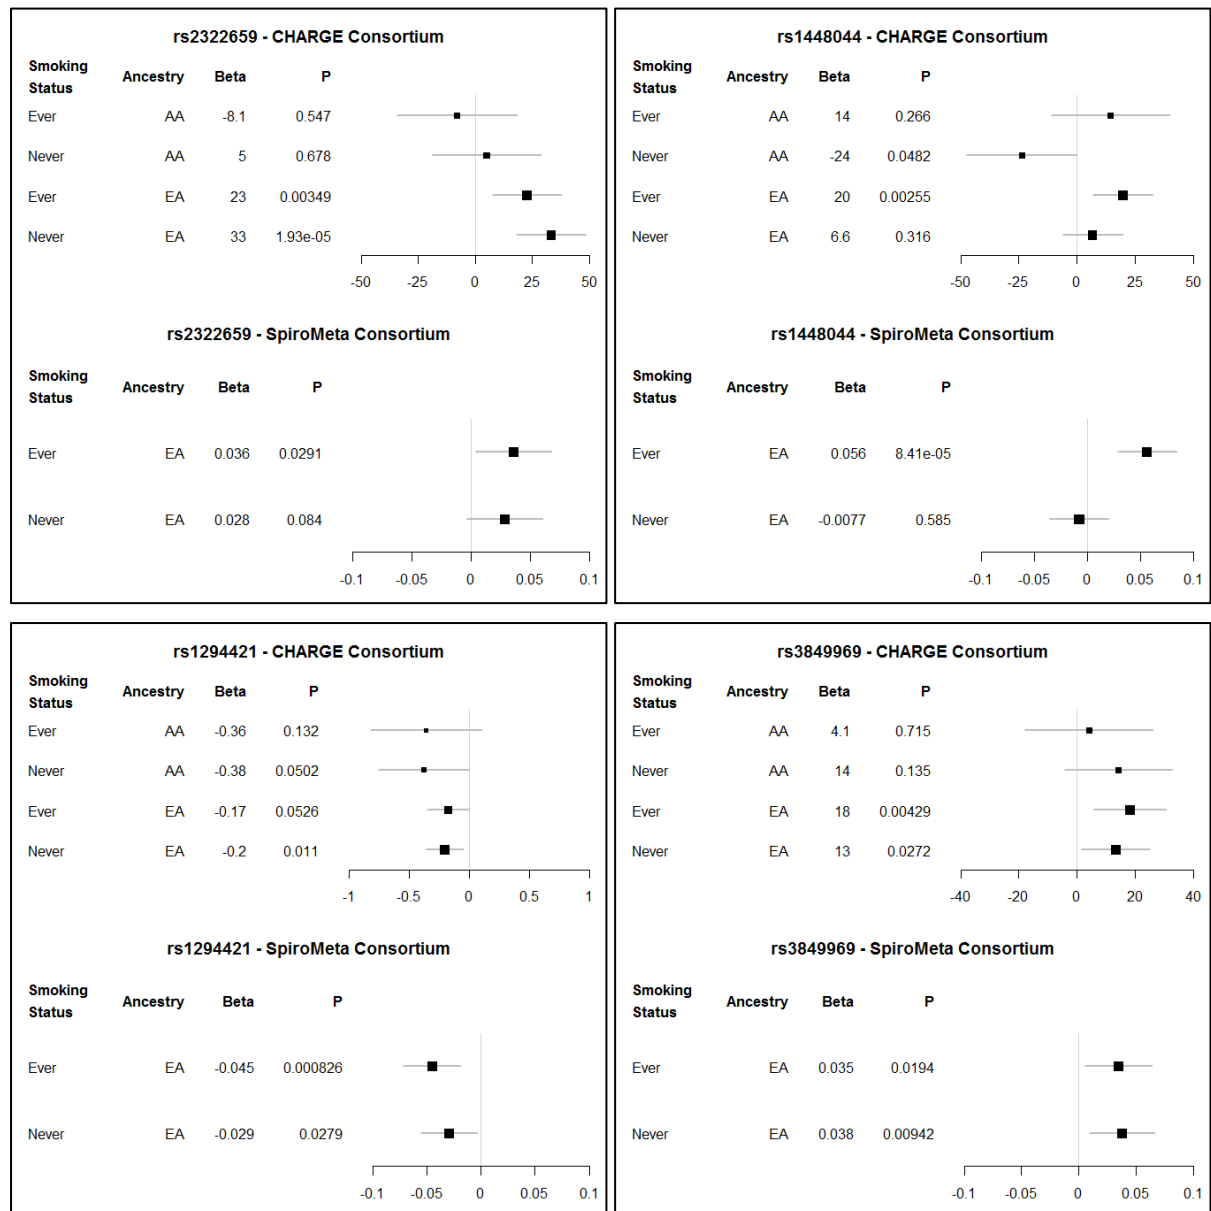 rs2322659 - CHARGE Consortium
Smoking
Status Ancestry Beta P
Ever AA -8.1 0.547
Never AA 5 0.678
Ever EA 23 0.00349
Never EA 33 1.93e-05
-50 -25 0 25 50
rs2322659 - SpiroMeta Consortium
Smoking
Status Ancestry Beta P
Ever EA 0.036 0.0291
Never EA 0.028 0.084
-0.1 -0.05 0 0.05 0.1
rs1448044 - CHARGE Consortium
Smoking
Status Ancestry Beta P
Ever AA 14 0.266
Never AA -24 0.0482
Ever EA 20 0.00255
Never EA 6.6 0.316
-50 -25 0 25 50
rs1448044 - SpiroMeta Consortium
Smoking
Status Ancestry Beta P
Ever EA 0.056 8.41e-05
Never EA -0.0077 0.585
-0.1 -0.05 0 0.05 0.1
rs1294421 - CHARGE Consortium
Smoking
Status Ancestry Beta P
Ever AA -0.36 0.132
Never AA -0.38 0.0502
Ever EA -0.17 0.0526
Never EA -0.2 0.011
-1 -0.5 0 0.5 1
rs1294421 - SpiroMeta Consortium
Smoking
Status Ancestry Beta P
Ever EA -0.045 0.000826
Never EA -0.029 0.0279
-0.1 -0.05 0 0.05 0.1
rs3849969 - CHARGE Consortium
Smoking
Status Ancestry Beta P
Ever AA 4.1 0.715
Never AA 14 0.135
Ever EA 18 0.00429
Never EA 13 0.0272
-40 -20 0 20 40
rs3849969 - SpiroMeta Consortium
Smoking
Status Ancestry Beta P
Ever EA 0.035 0.0194
Never EA 0.038 0.00942
-0.1 -0.05 0 0.05 0.1